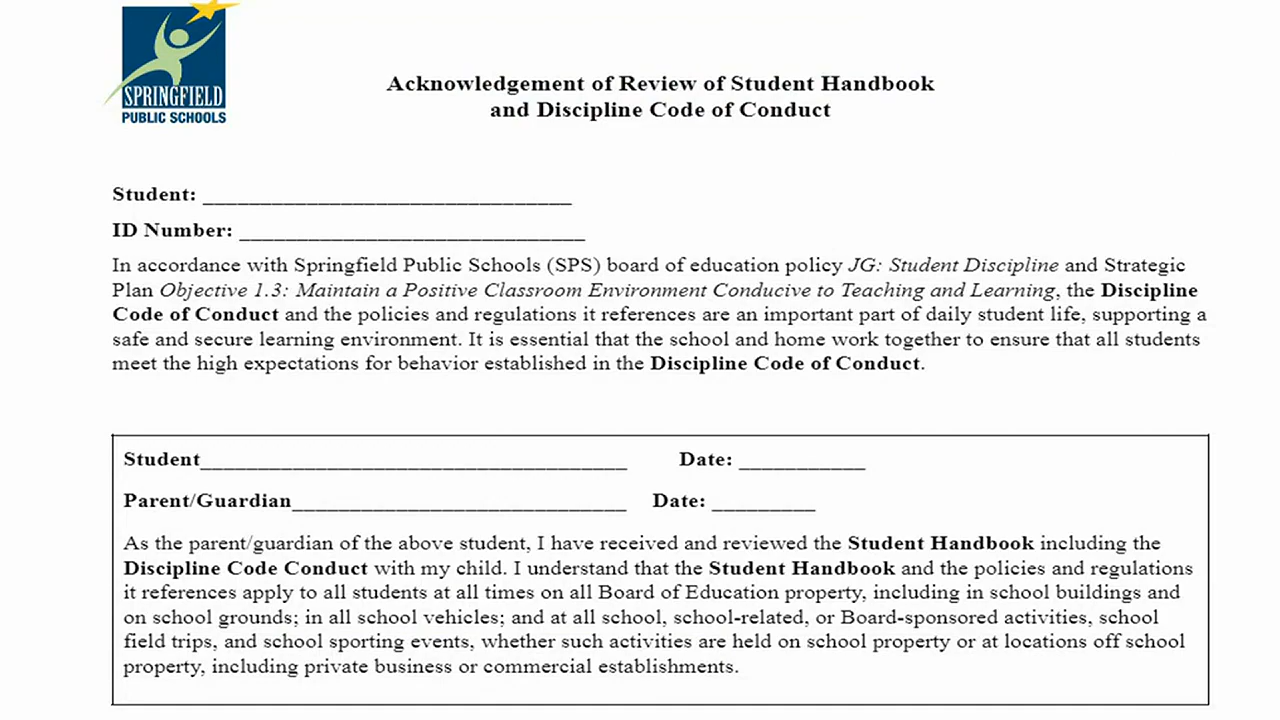 SPRINGFIELD
PUBLIC SCHOOLS
Acknowledgement of Review of Student Handbook
and Discipline Code of Conduct
Student: ________________________________
ID Number: ______________________________
In accordance with Springfield Public Schools (SPS) board of education policy JG: Student Discipline and Strategic
Plan Objective 1.3: Maintain a Positive Classroom Environment Conducive to Teaching and Learning, the Discipline
Code of Conduct and the policies and regulations it references are an important part of daily student life, supporting a
safe and secure learning environment. It is essential that the school and home work together to ensure that all students
meet the high expectations for behavior established in the Discipline Code of Conduct.
Student_____________________________________ Date: ___________
Parent/Guardian_____________________________ Date: _________
As the parent/guardian of the above student, I have received and reviewed the Student Handbook including the
Discipline Code Conduct with my child. I understand that the Student Handbook and the policies and regulations
it references apply to all students at all times on all Board of Education property, including in school buildings and
on school grounds; in all school vehicles; and at all school, school-related, or Board-sponsored activities, school
field trips, and school sporting events, whether such activities are held on school property or at locations off school
property, including private business or commercial establishments.